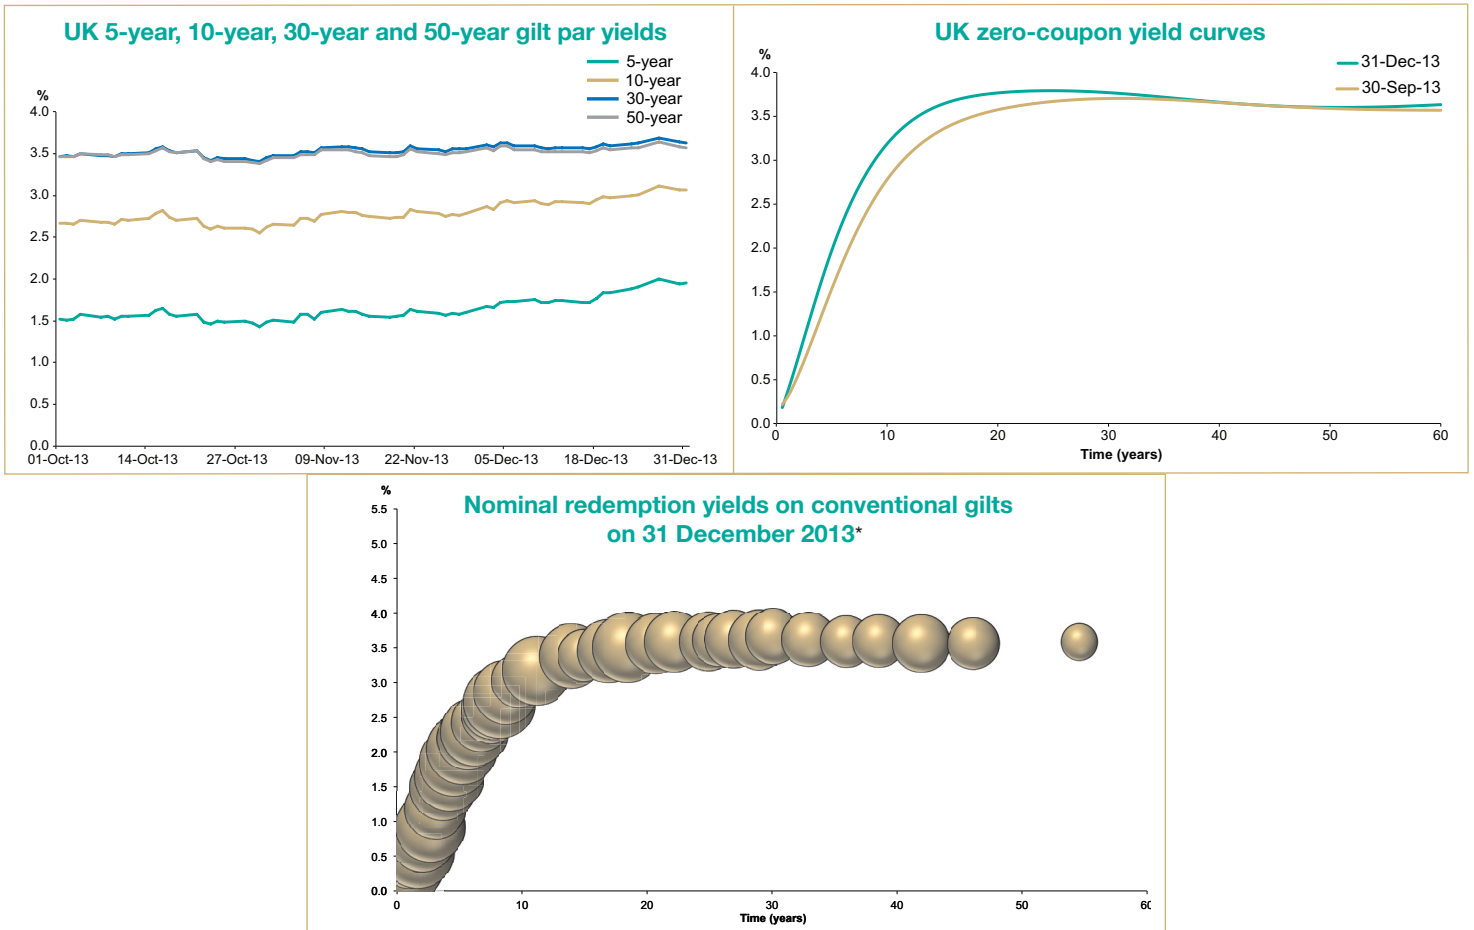 UK 5-year, 10-year, 30-year and 50-year gilt par yields
5-year
10-year
30-year
50-year
%
4.0
3.5
3.0
2.5
2.0
1.5
1.0
0.5
0.0
01-Oct-13 14-Oct-13 27-Oct-13 09-Nov-13 22-Nov-13 05-Dec-13 18-Dec-13 31-Dec-13
UK zero-coupon yield curves
31-Dec-13
30-Sep-13
%
4.0
3.5
3.0
2.5
2.0
1.5
1.0
0.5
0.0
0 10 20 30 40 50 60
Time (years)
Nominal redemption yields on conventional gilts
on 31 December 2013*
%
5.5
5.0
4.5
4.0
3.5
3.0
2.5
2.0
1.5
1.0
0.5
0.0
0 10 20 30 40 50 60
Time (years)